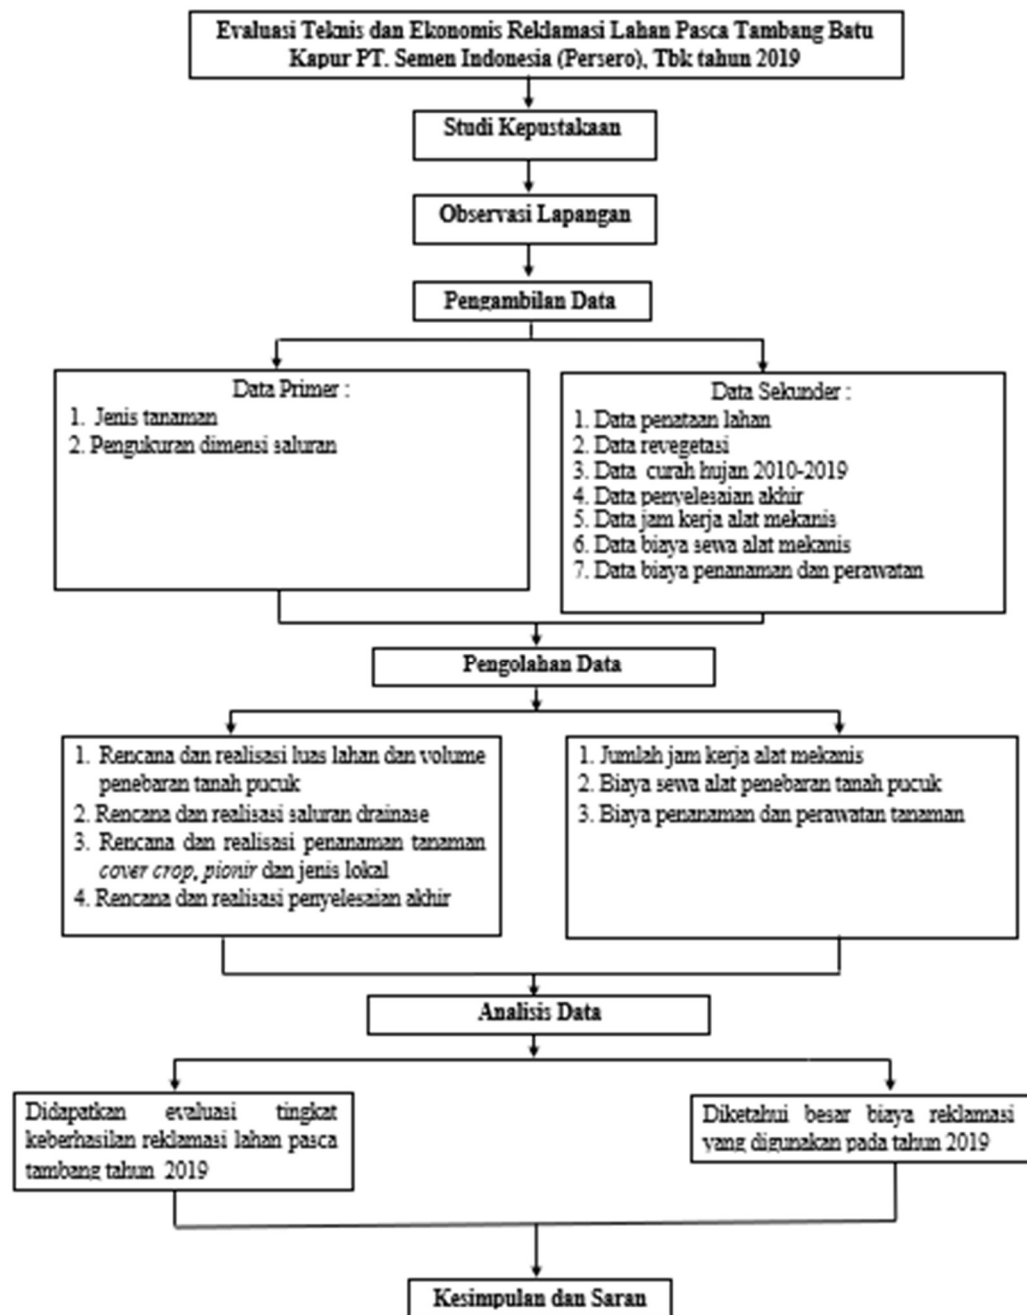 Evaluasi Teknis dan Ekonomis Reklamasi Lahan Pasca Tambang Batu
Kapur PT. Semen Indonesia (Persero), Tbk tahun 2019
Studi Kepustakaan
Observasi Lapangan
Pengambilan Data
Data Primer :
1. Jenis tanaman
2. Pengukuran dimensi saluran
Data Sekunder :
1. Data penataan lahan
2. Data revegetasi
3. Data curah hujan 2010-2019
4. Data penyelesaian akhir
5. Data jam kerja alat mekanis
6. Data biaya sewa alat mekanis
7. Data biaya penanaman dan perawatan
Pengolahan Data
1. Rencana dan realisasi luas lahan dan volume
penebaran tanah pucuk
2. Rencana dan realisasi saluran drainase
3. Rencana dan realisasi penanaman tanaman
cover crop, pionir dan jenis lokal
4. Rencana dan realisasi penyelesaian akhir
1. Jumlah jam kerja alat mekanis
2. Biaya sewa alat penebaran tanah pucuk
3. Biaya penanaman dan perawatan tanaman
Analisis Data
Didapatkan evaluasi tingkat
keberhasilan reklamasi lahan pasca
tambang tahun 2019
Diketahui besar biaya reklamasi
yang digunakan pada tahun 2019
Kesimpulan dan Saran